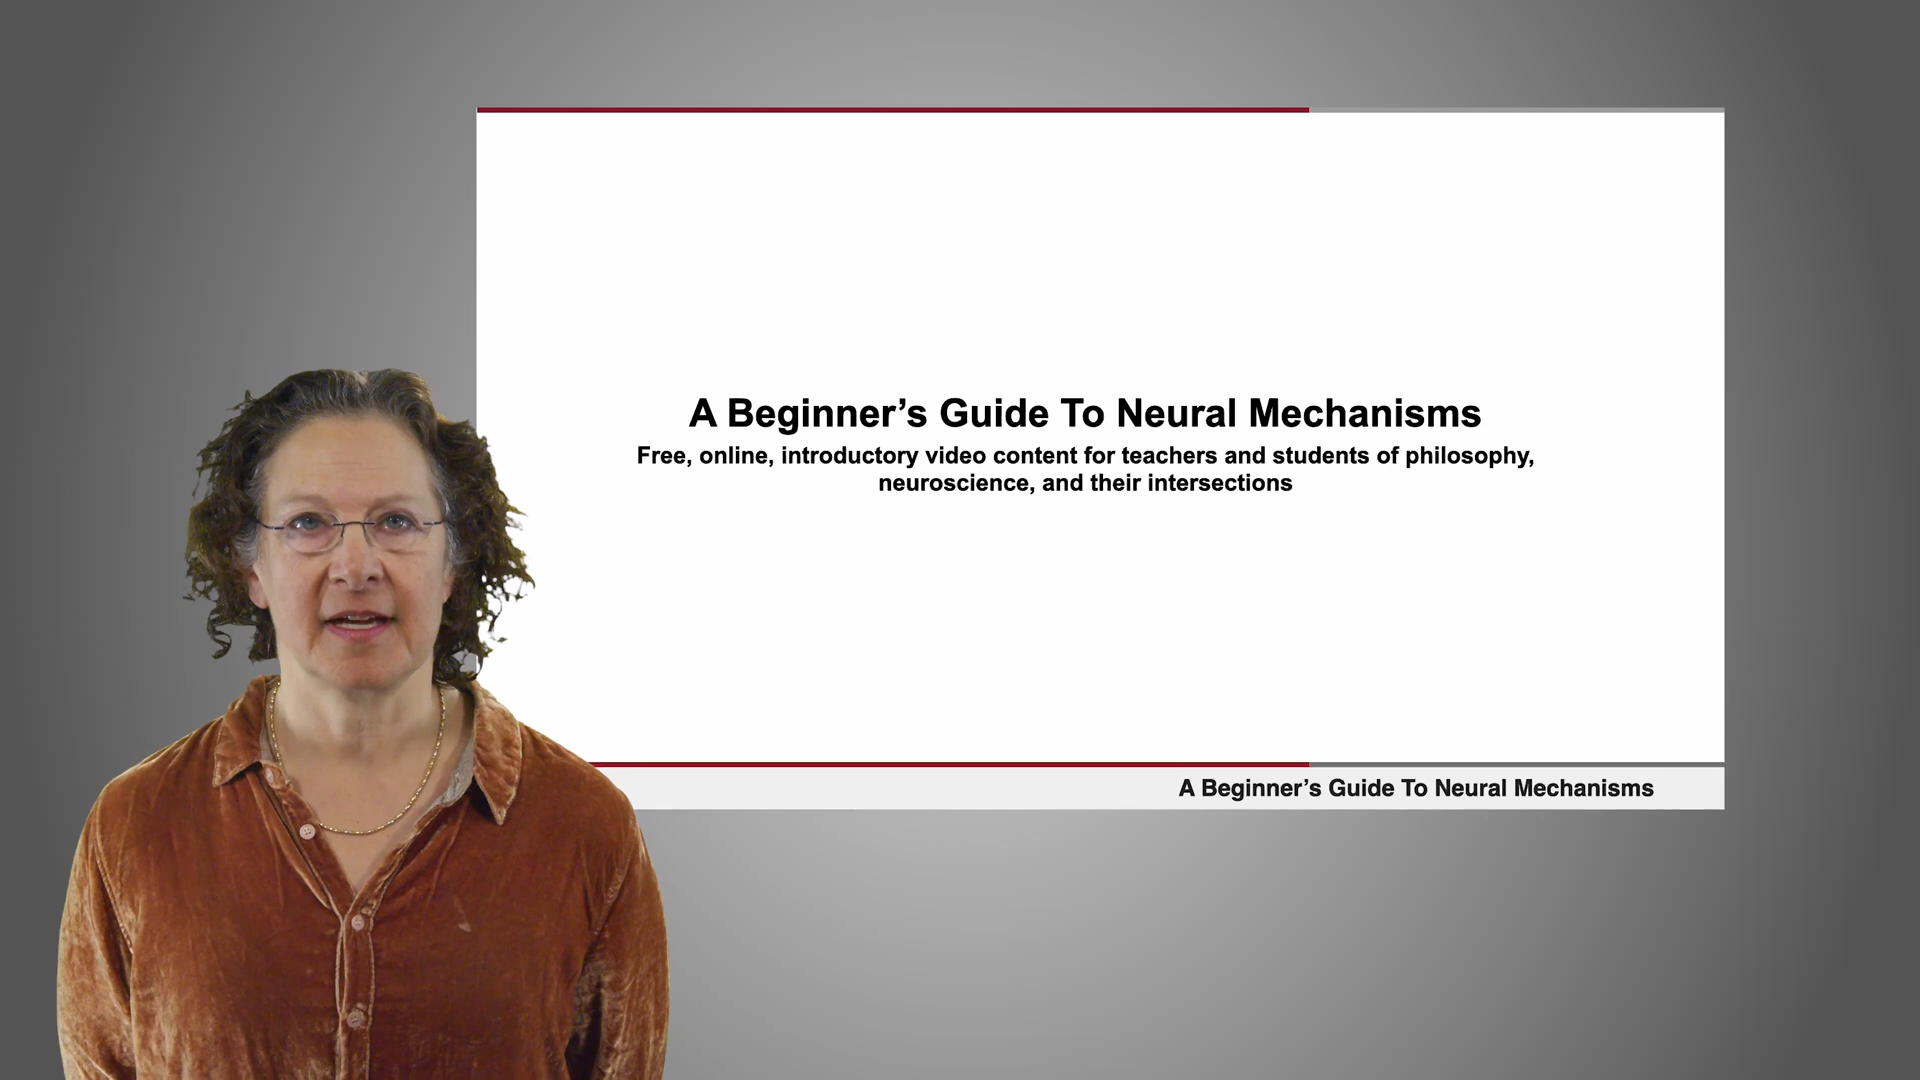 A Beginner’s Guide To Neural Mechanisms
Free, online, introductory video content for teachers and students of philosophy,
neuroscience, and their intersections
A Beginner’s Guide To Neural Mechanisms